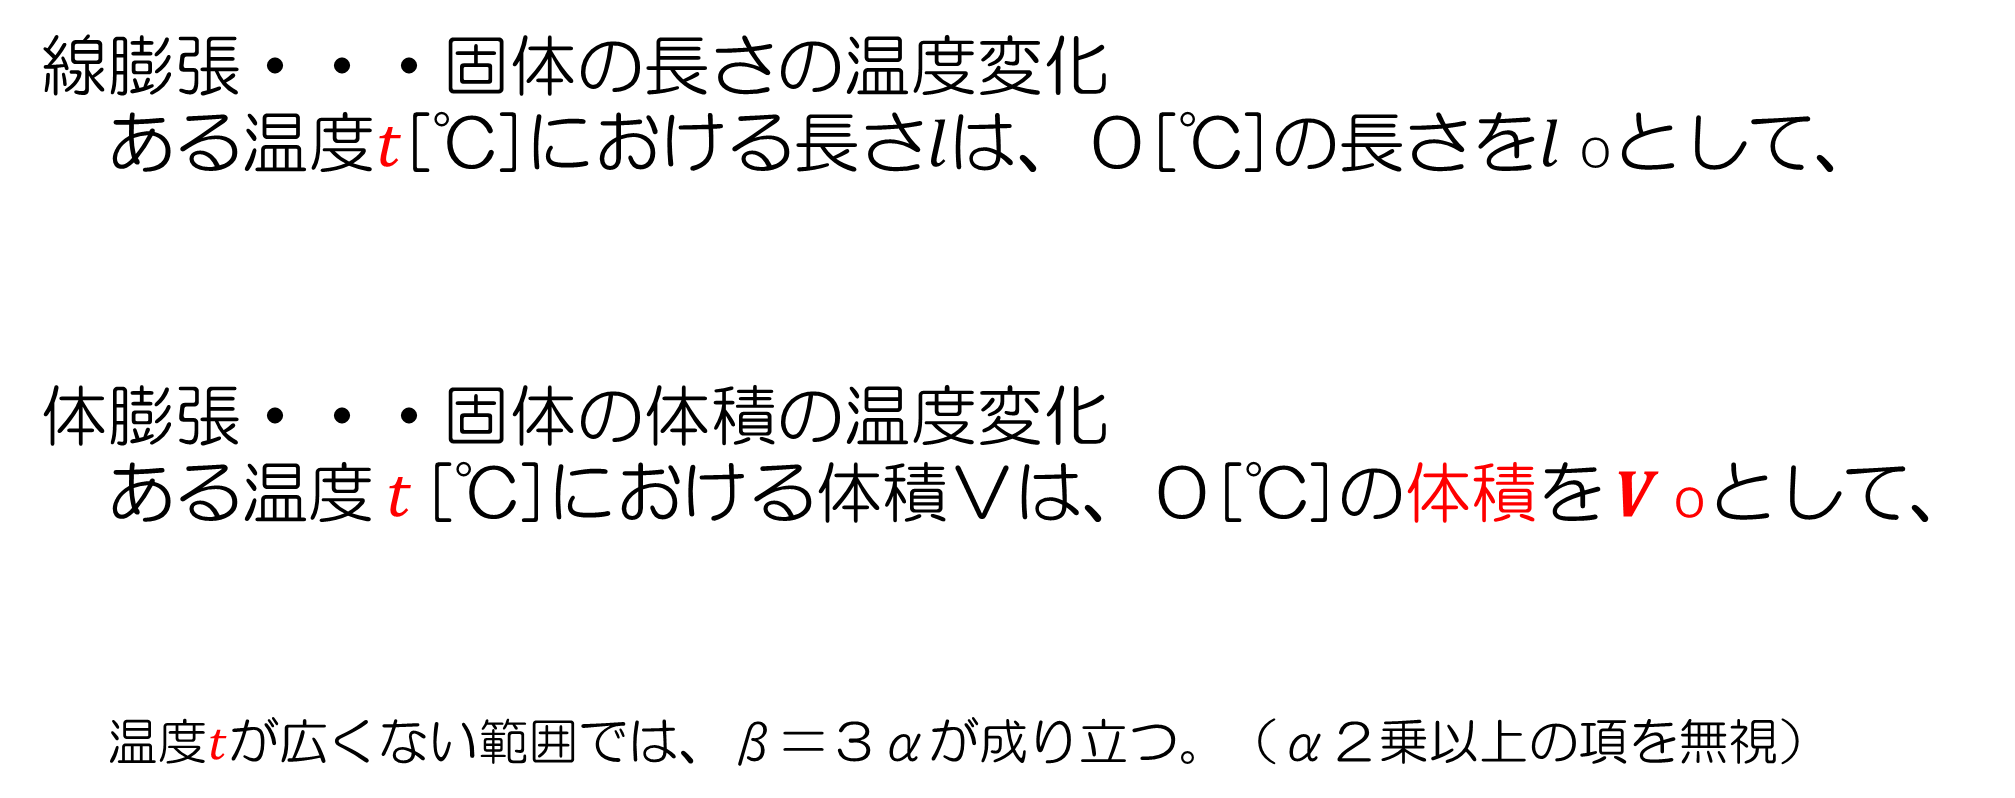 線膨張・・・固体の長さの温度変化
ある温度t[℃]における長さlは、０[℃]の長さをl ₀として、
体膨張・・・固体の体積の温度変化
ある温度 t [℃]における体積Ｖは、０[℃]の体積をV ₀として、
温度tが広くない範囲では、β＝３αが成り立つ。（α２乗以上の項を無視）